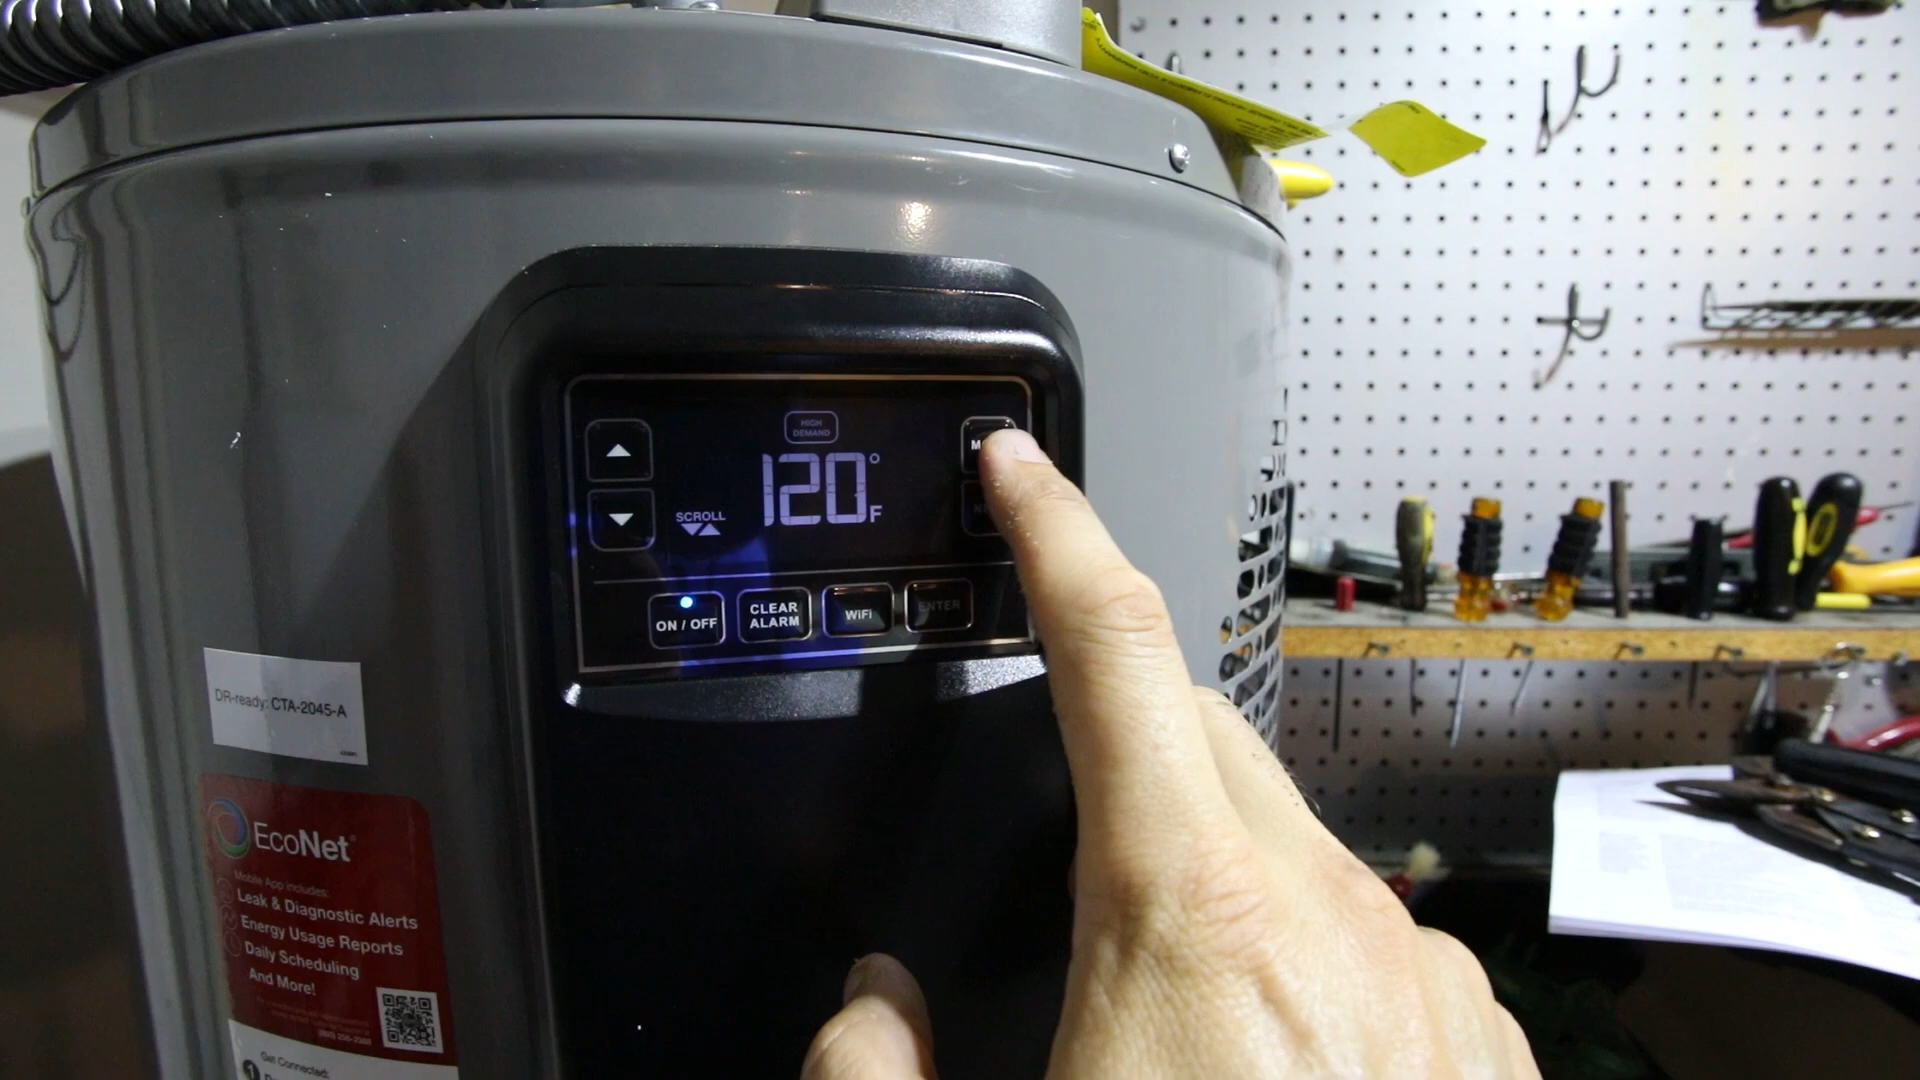 HIGH
DEMAND
120°F
SCROLL
ON / OFF
CLEAR
ALARM
WiFi
ENTER
DR-ready: CTA-2045-A
EcoNet®
Mobile App includes:
Leak & Diagnostic Alerts
Energy Usage Reports
Daily Scheduling
And More!
Get Connected:
1